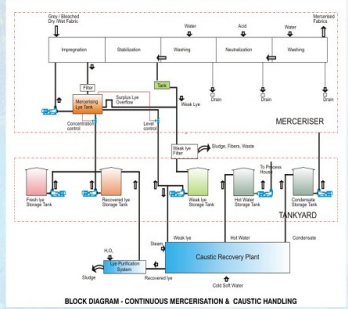 Grey / Bleached
Dry/Wet Fabric
Water
Acid
Water
Mercerised
Fabrics
Impregnation
Stabilization
Washing
Neutralization
Washing
Filter
Tank
Mercerising
Lye Tank
Surplus Lye
Overflow
Weak Lye
Drain
Drain
Drain
Concentration
control
Level
control
MERCERISER
Weak lye
Filter
Sludge, Fibers, Waste
To Process
House
Fresh lye
Storage Tank
Recovered lye
Storage Tank
Weak lye
Storage Tank
Hot Water
Storage Tank
Condensate
Storage Tank
TANKYARD
Weak lye
Hot Water
Condensate
Steam
H₂O₂
Caustic Recovery Plant
Lye Purification
System
Sludge
Recovered lye
Cold Soft Water
BLOCK DIAGRAM - CONTINUOUS MERCERISATION & CAUSTIC HANDLING